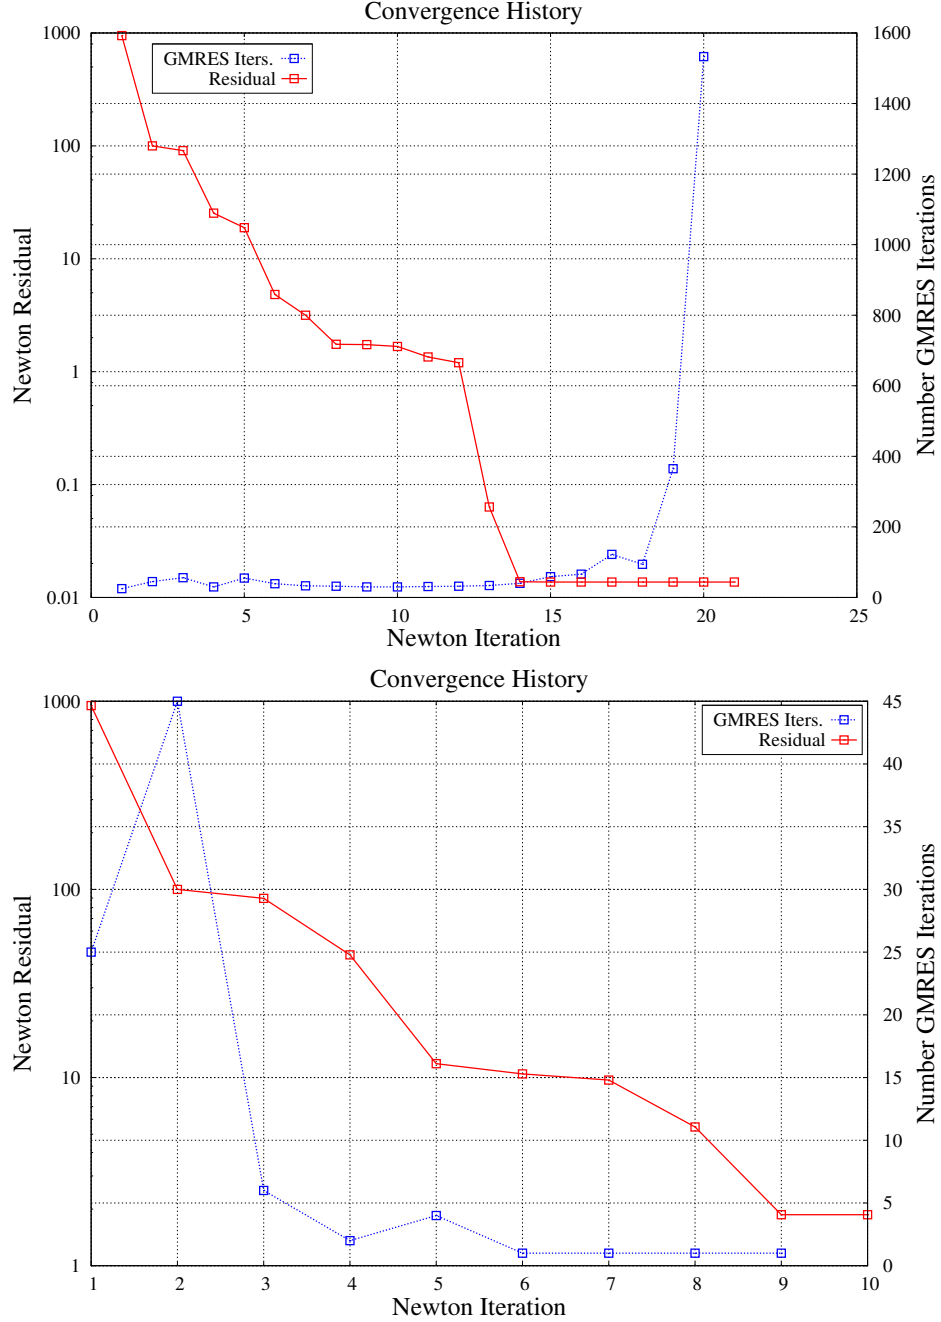 Convergence History
1000
100
10
1
0.1
0.01
Newton Residual
GMRES Iters.
Residual
1600
1400
1200
1000
800
600
400
200
0
Number GMRES Iterations
0 5 10 15 20 25
Newton Iteration
Convergence History
1000
100
10
1
Newton Residual
GMRES Iters.
Residual
45
40
35
30
25
20
15
10
5
0
Number GMRES Iterations
1 2 3 4 5 6 7 8 9 10
Newton Iteration